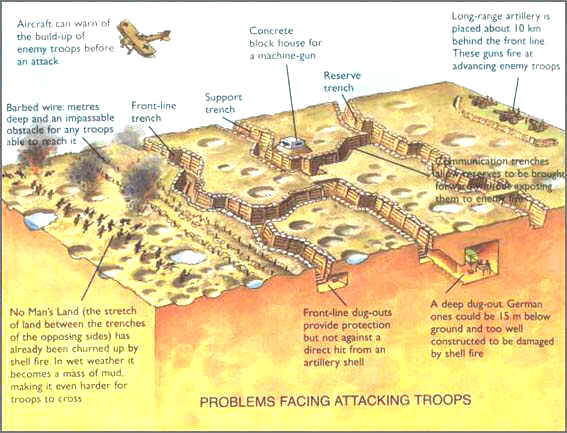 Aircraft can warn of
the build-up of
enemy troops before
an attack
Concrete
block house for
a machine-gun
Long-range artillery is
placed about 10 km
behind the front line.
These guns fire at
advancing enemy troops
Reserve
trench
Support
trench
Front-line
trench
Barbed wire: metres
deep and an impassable
obstacle for any troops
able to reach it
Communication trenches
allow reserves to be brought
forward without exposing
them to enemy fire
No Man's Land (the stretch
of land between the trenches
of the opposing sides) has
already been churned up by
shell fire. In wet weather it
becomes a mass of mud,
making it even harder for
troops to cross
Front-line dug-outs
provide protection
but not against a
direct hit from an
artillery shell
A deep dug-out. German
ones could be 15 m below
ground and too well
constructed to be damaged
by shell fire
PROBLEMS FACING ATTACKING TROOPS